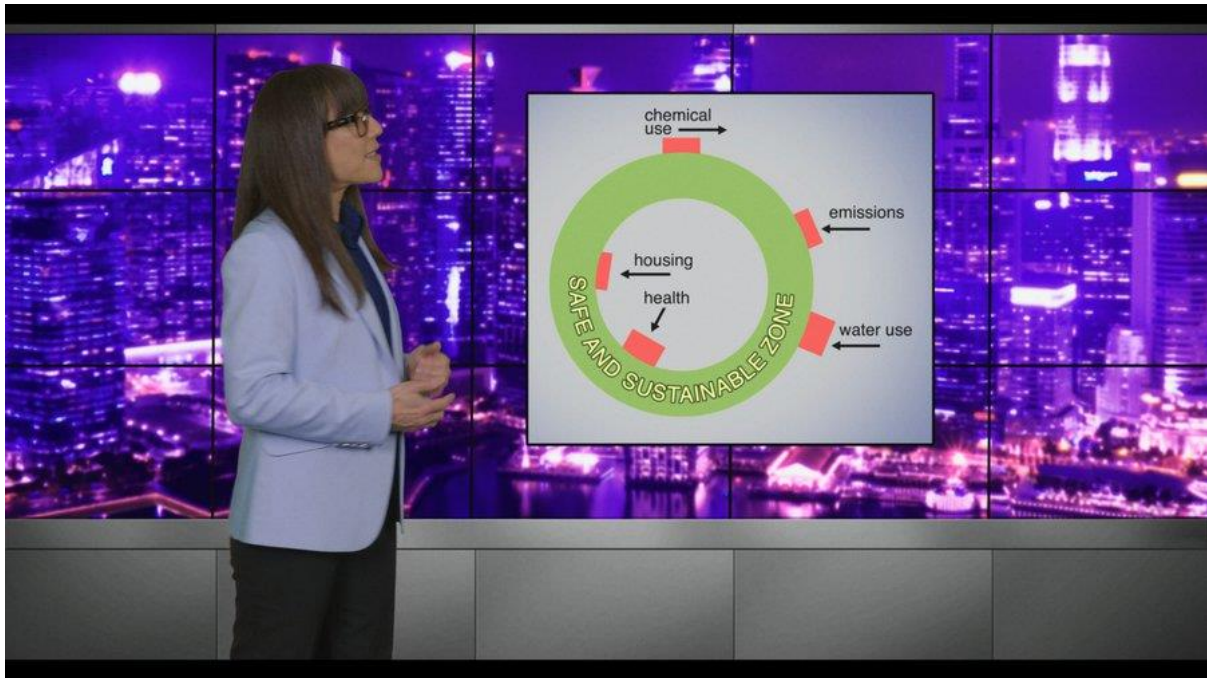 chemical
use
emissions
housing
health
water use
SAFE AND SUSTAINABLE ZONE